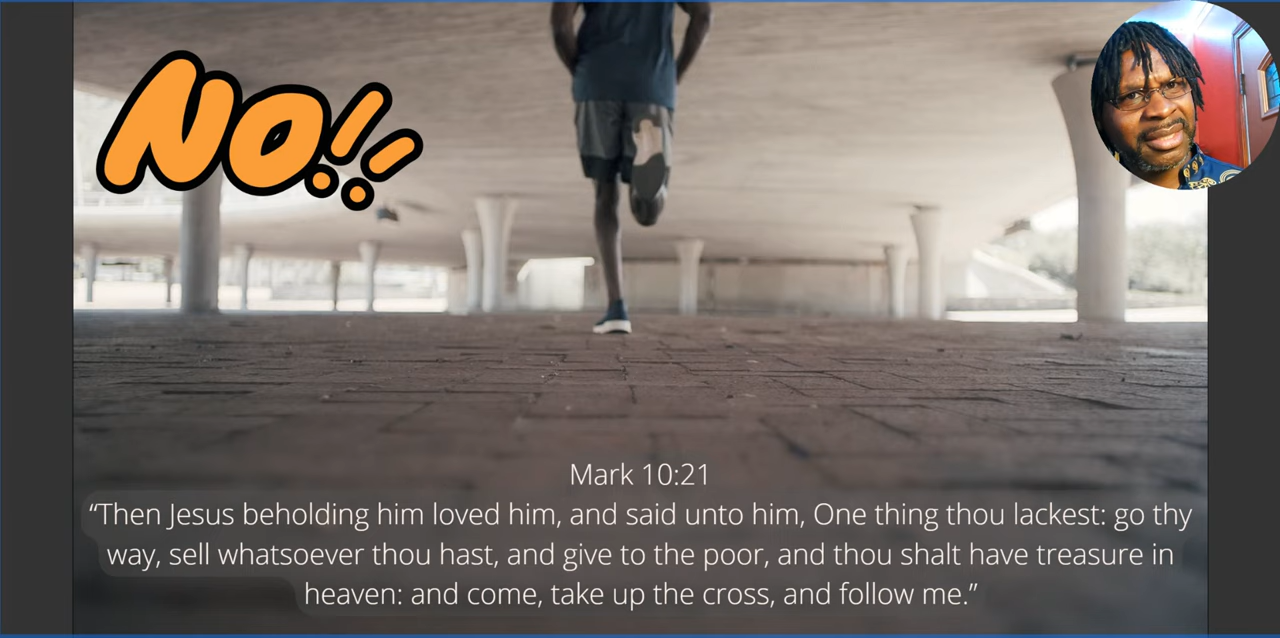 NO!!
Mark 10:21
“Then Jesus beholding him loved him, and said unto him, One thing thou lackest: go thy
way, sell whatsoever thou hast, and give to the poor, and thou shalt have treasure in
heaven: and come, take up the cross, and follow me.”